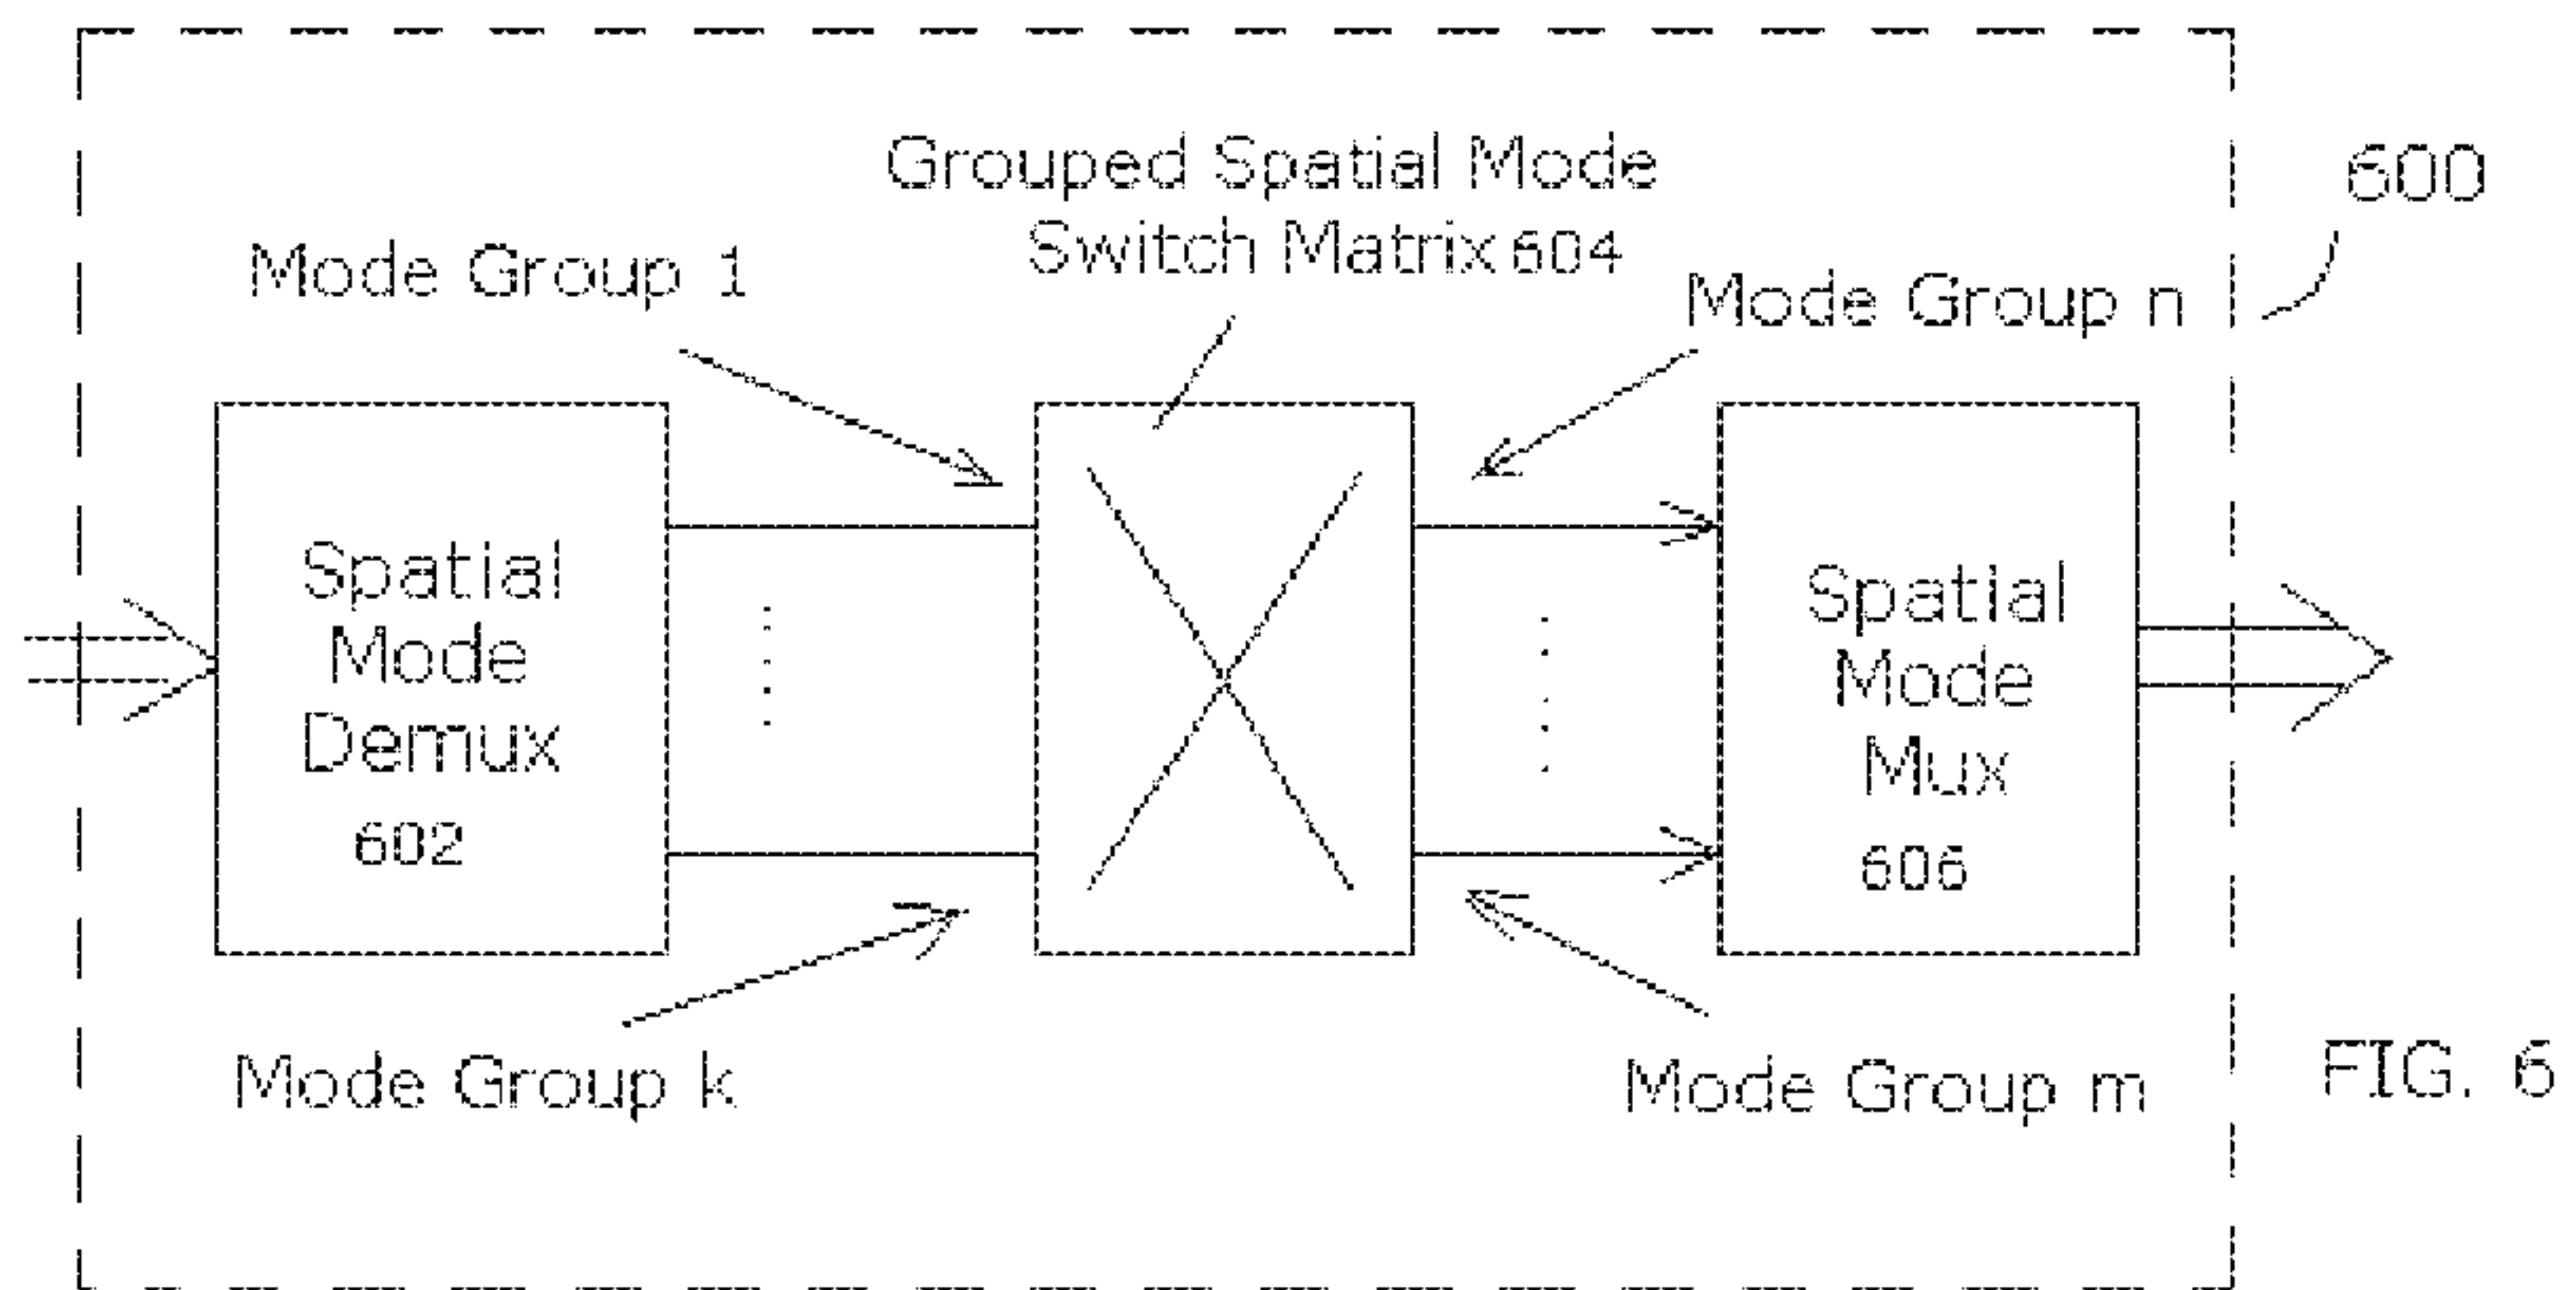 Grouped Spatial Mode
Switch Matrix 604
600
Mode Group 1
Mode Group n
Spatial
Mode
Demux
602
Spatial
Mode
Mux
606
Mode Group k
Mode Group m
FIG. 6